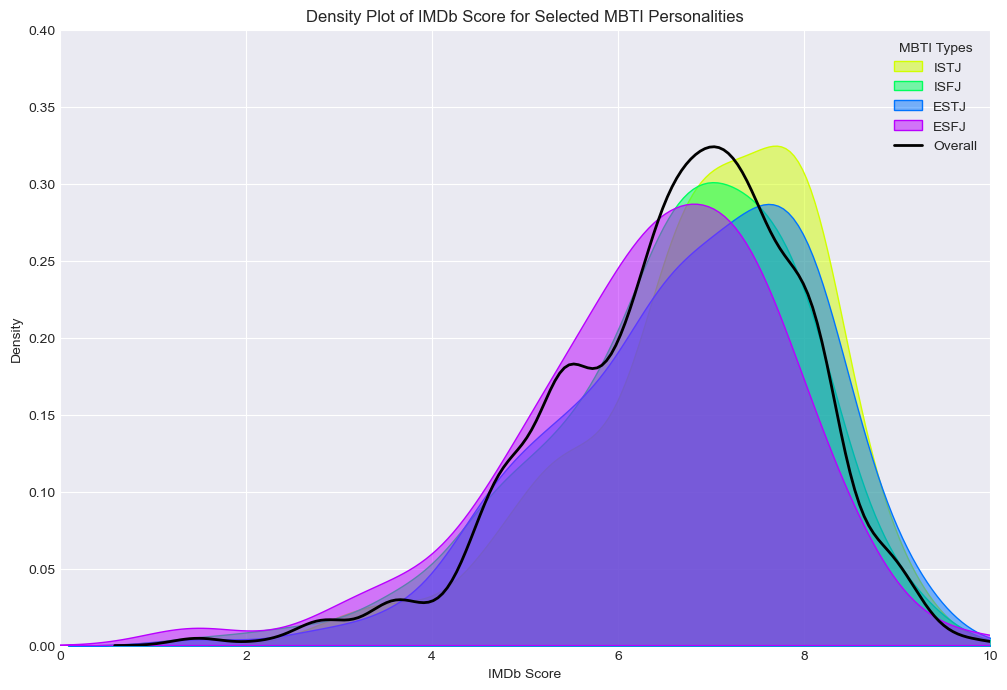 Density Plot of IMDb Score for Selected MBTI Personalities
0.40
0.35
0.30
0.25
0.20
0.15
0.10
0.05
0.00
Density
MBTI Types
ISTJ
ISFJ
ESTJ
ESFJ
Overall
0 2 4 6 8 10
IMDb Score